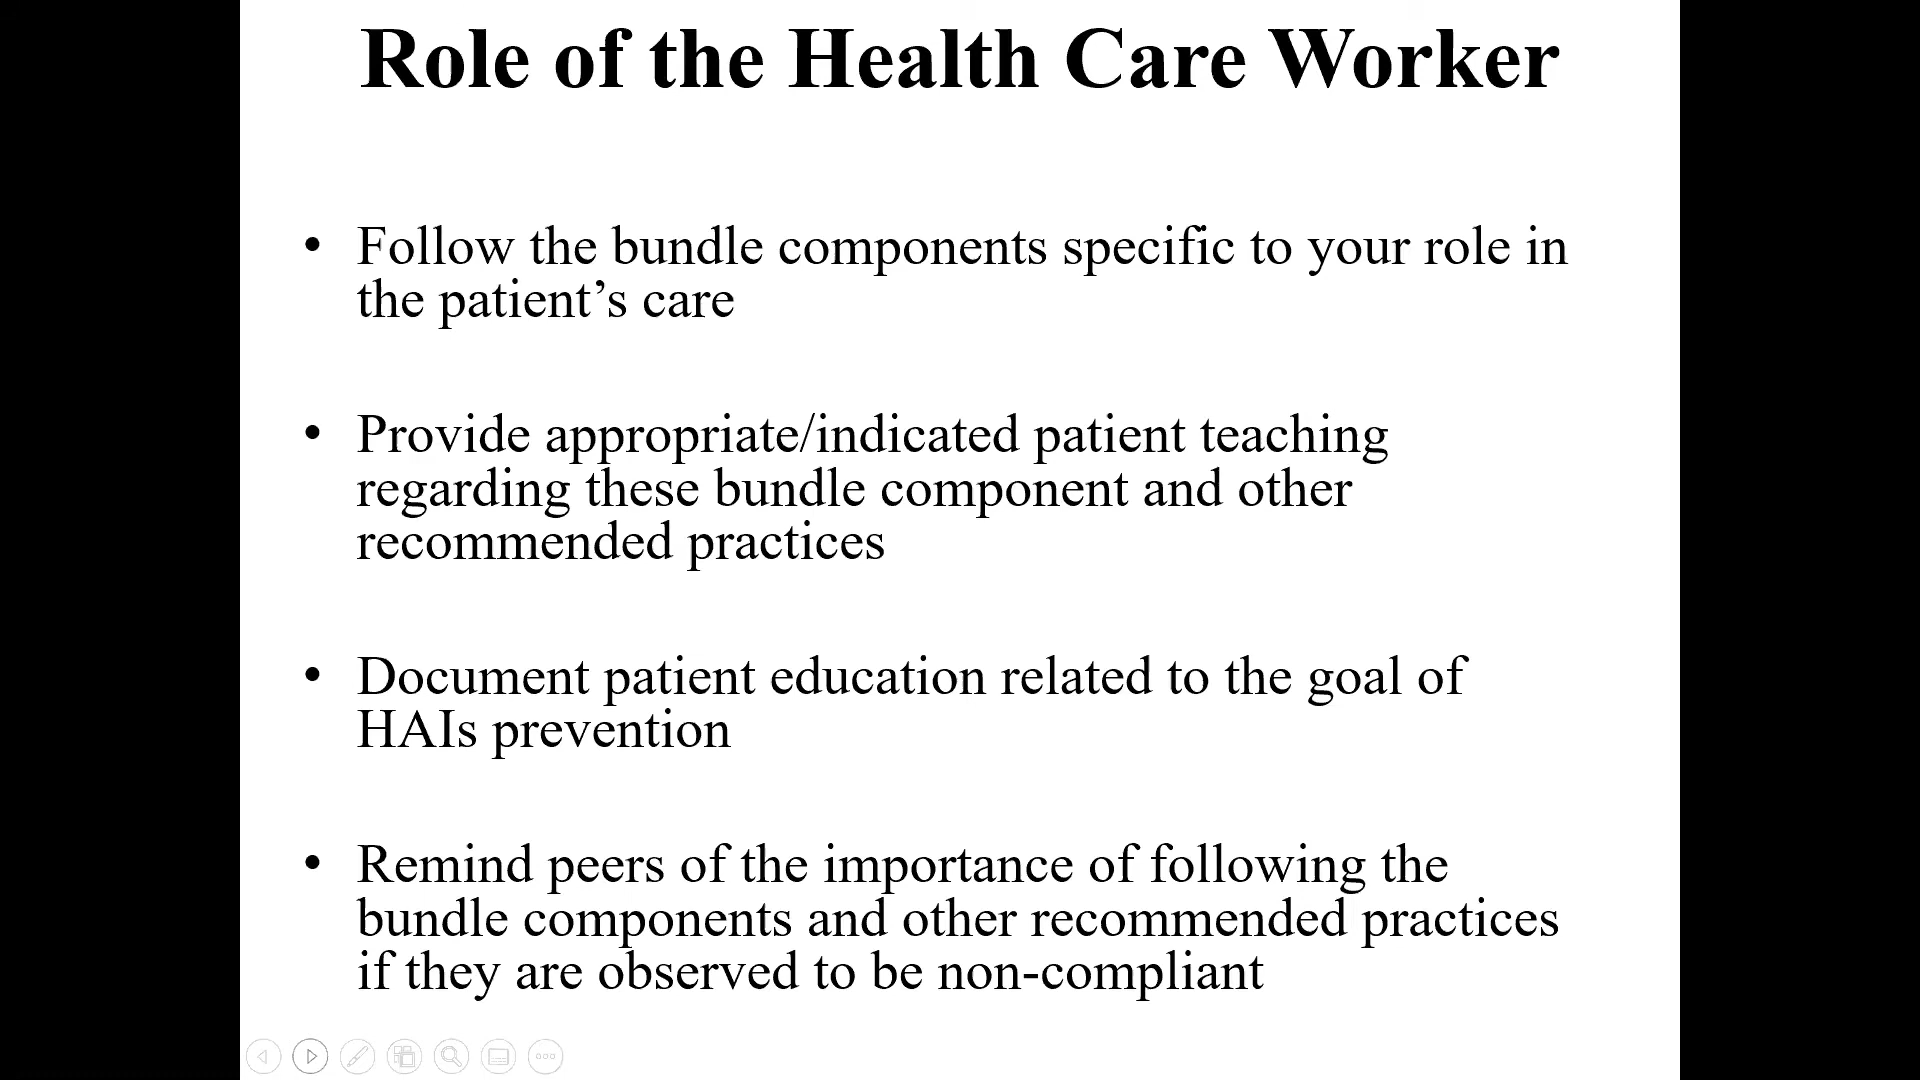 Role of the Health Care Worker
• Follow the bundle components specific to your role in
the patient’s care
• Provide appropriate/indicated patient teaching
regarding these bundle component and other
recommended practices
• Document patient education related to the goal of
HAIs prevention
• Remind peers of the importance of following the
bundle components and other recommended practices
if they are observed to be non-compliant